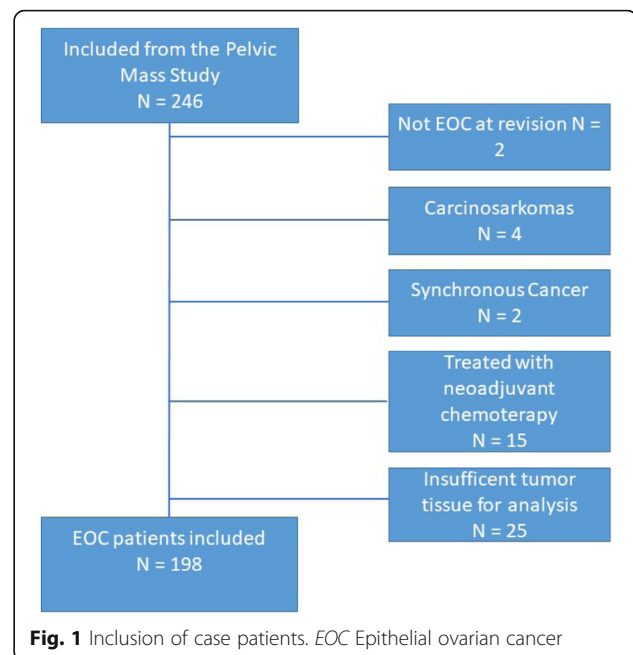 Included from the Pelvic
Mass Study
N = 246
Not EOC at revision N =
2
Carcinosarkomas
N = 4
Synchronous Cancer
N = 2
Treated with
neoadjuvant
chemoterapy
N = 15
Insufficent tumor
tissue for analysis
N = 25
EOC patients included
N = 198
Fig. 1 Inclusion of case patients. EOC Epithelial ovarian cancer